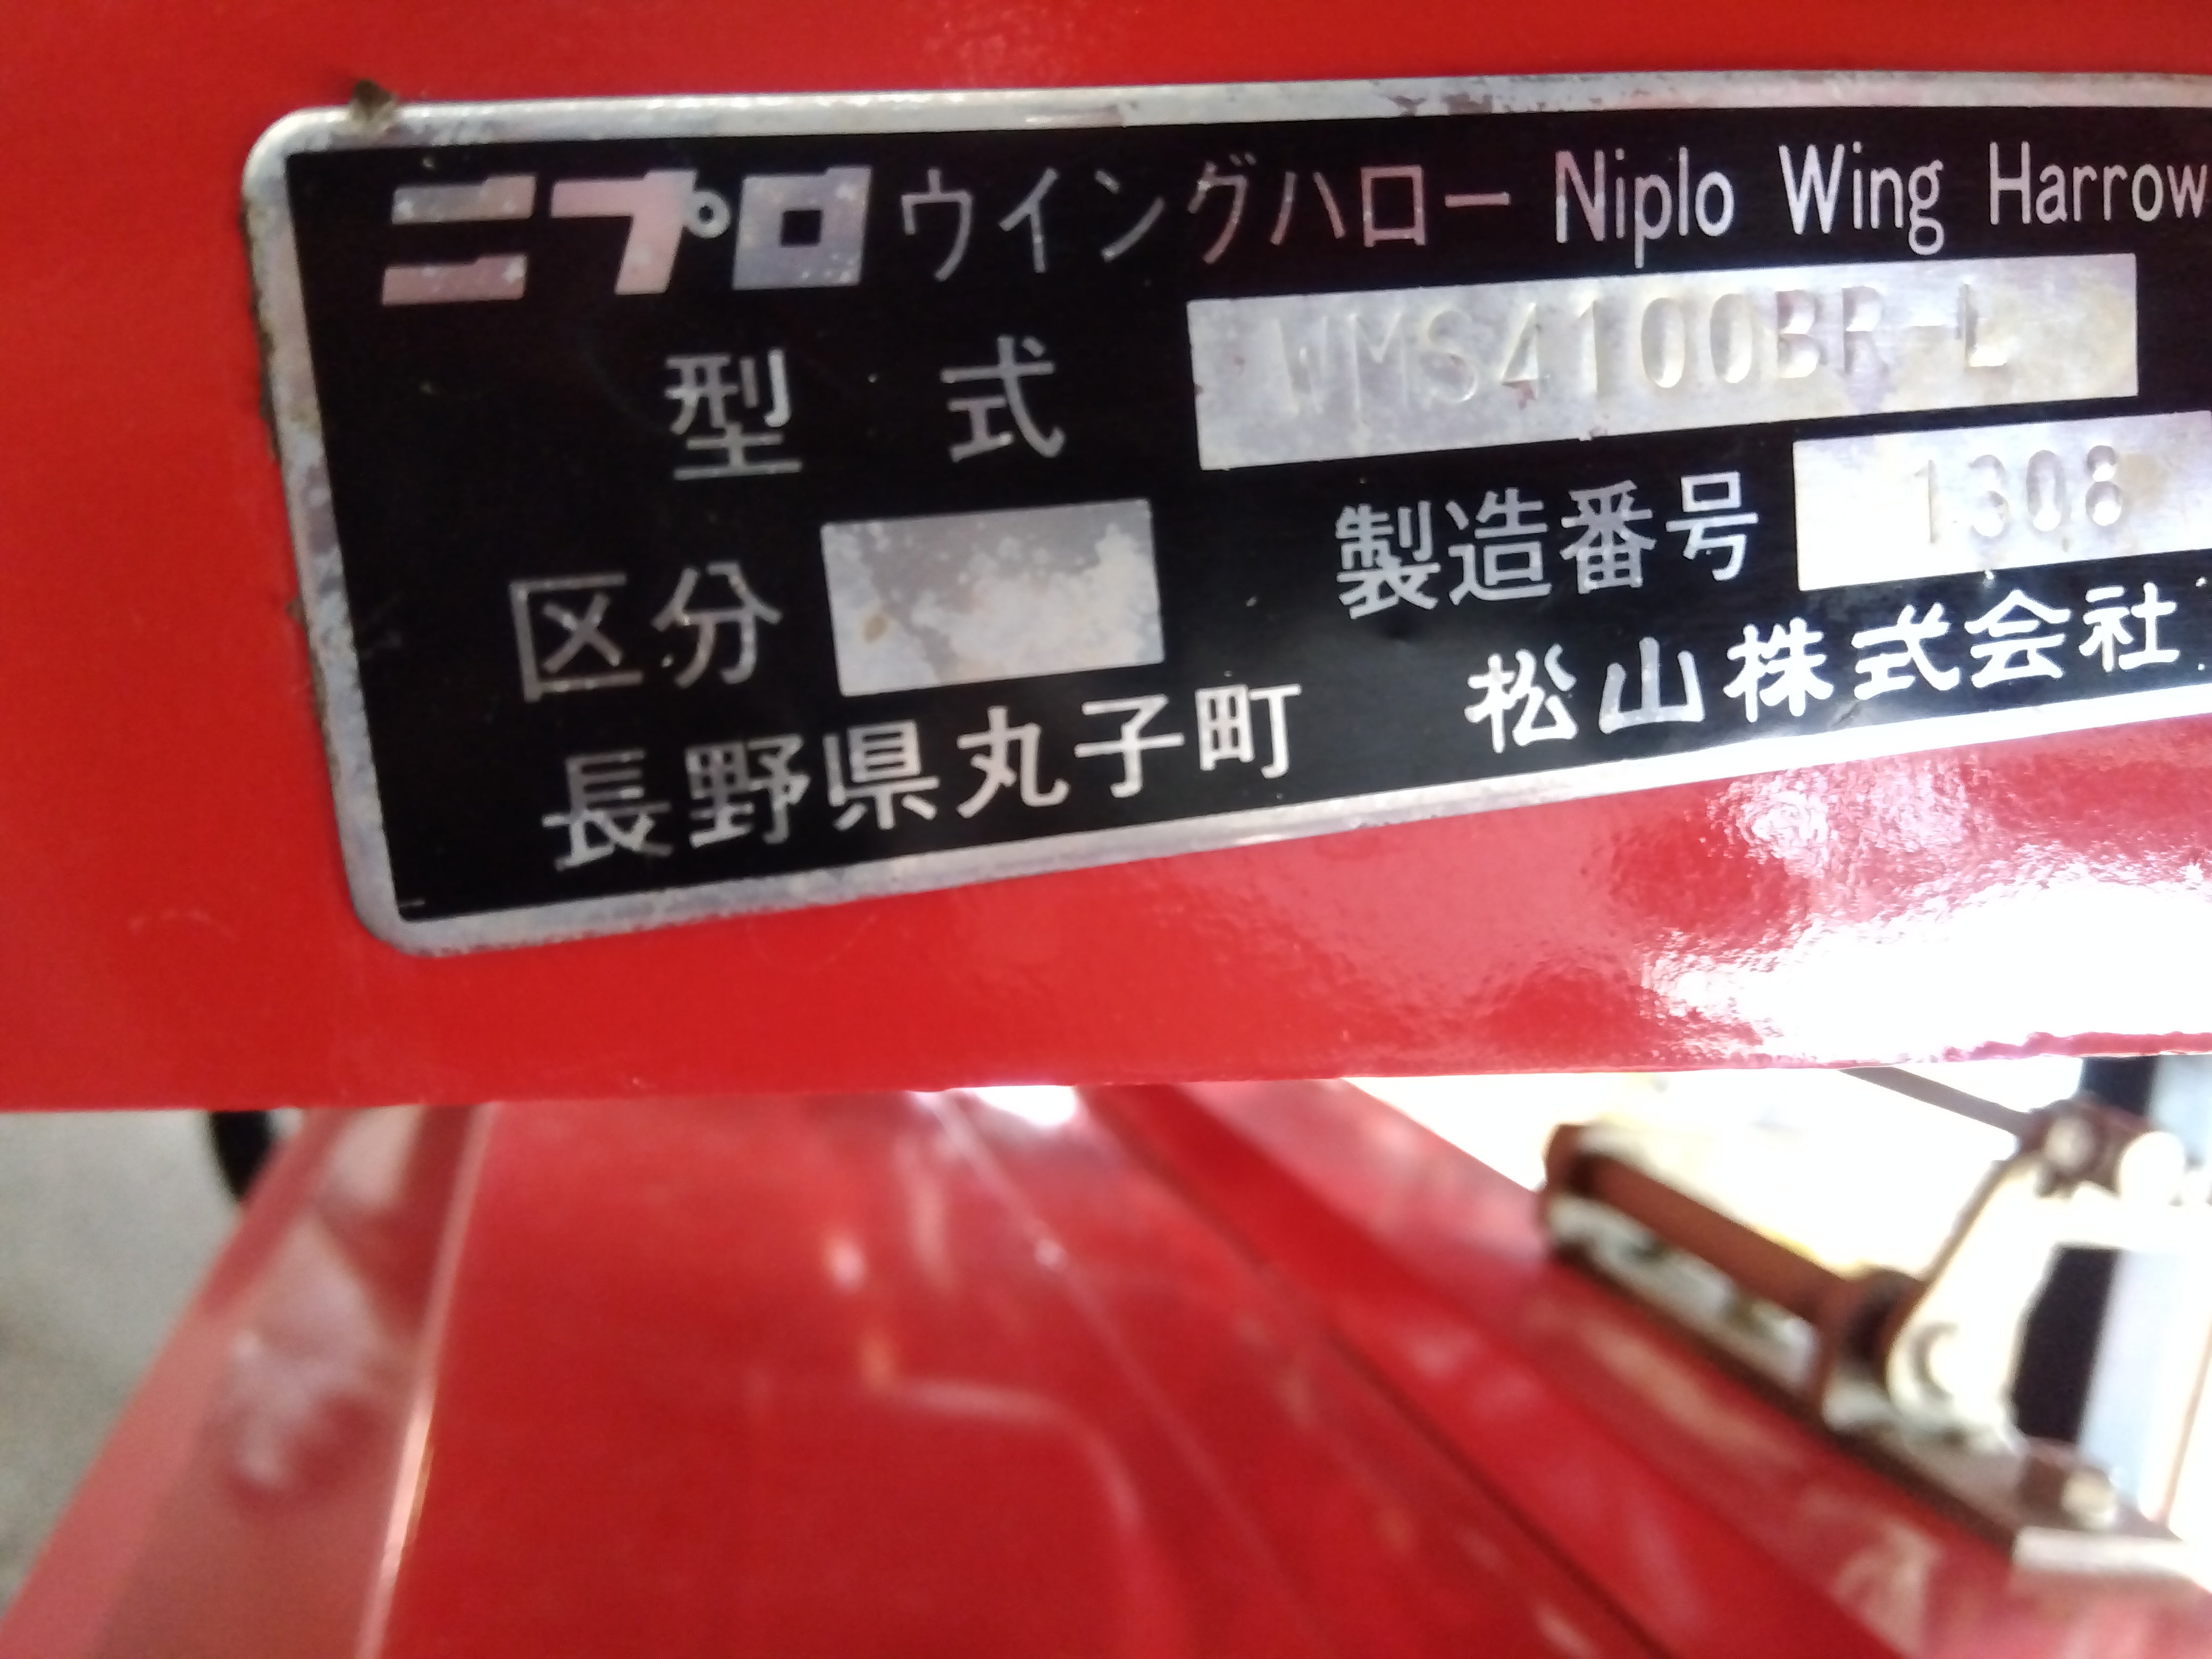 ニプロ ウイングハロー Niplo Wing Harrow
型式 WMS4100BR-L
区分 製造番号 1308
長野県丸子町 松山株式会社